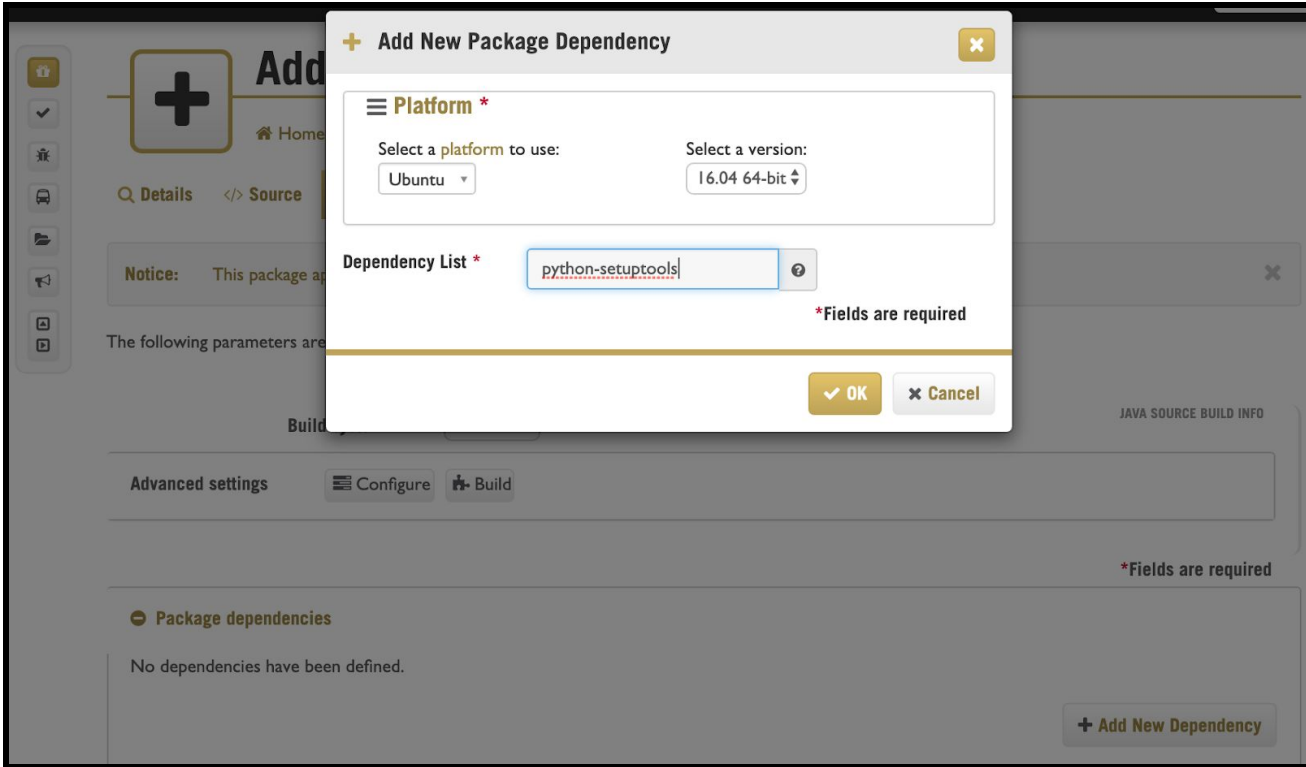 Add New Package Dependency
Add
Home
Platform *
Select a platform to use:
Select a version:
Ubuntu
16.04 64-bit
Details
</> Source
Dependency List *
python-setuptools
Notice: This package ap
*Fields are required
The following parameters are
OK
Cancel
Build
JAVA SOURCE BUILD INFO
Advanced settings
Configure
Build
*Fields are required
Package dependencies
No dependencies have been defined.
+ Add New Dependency